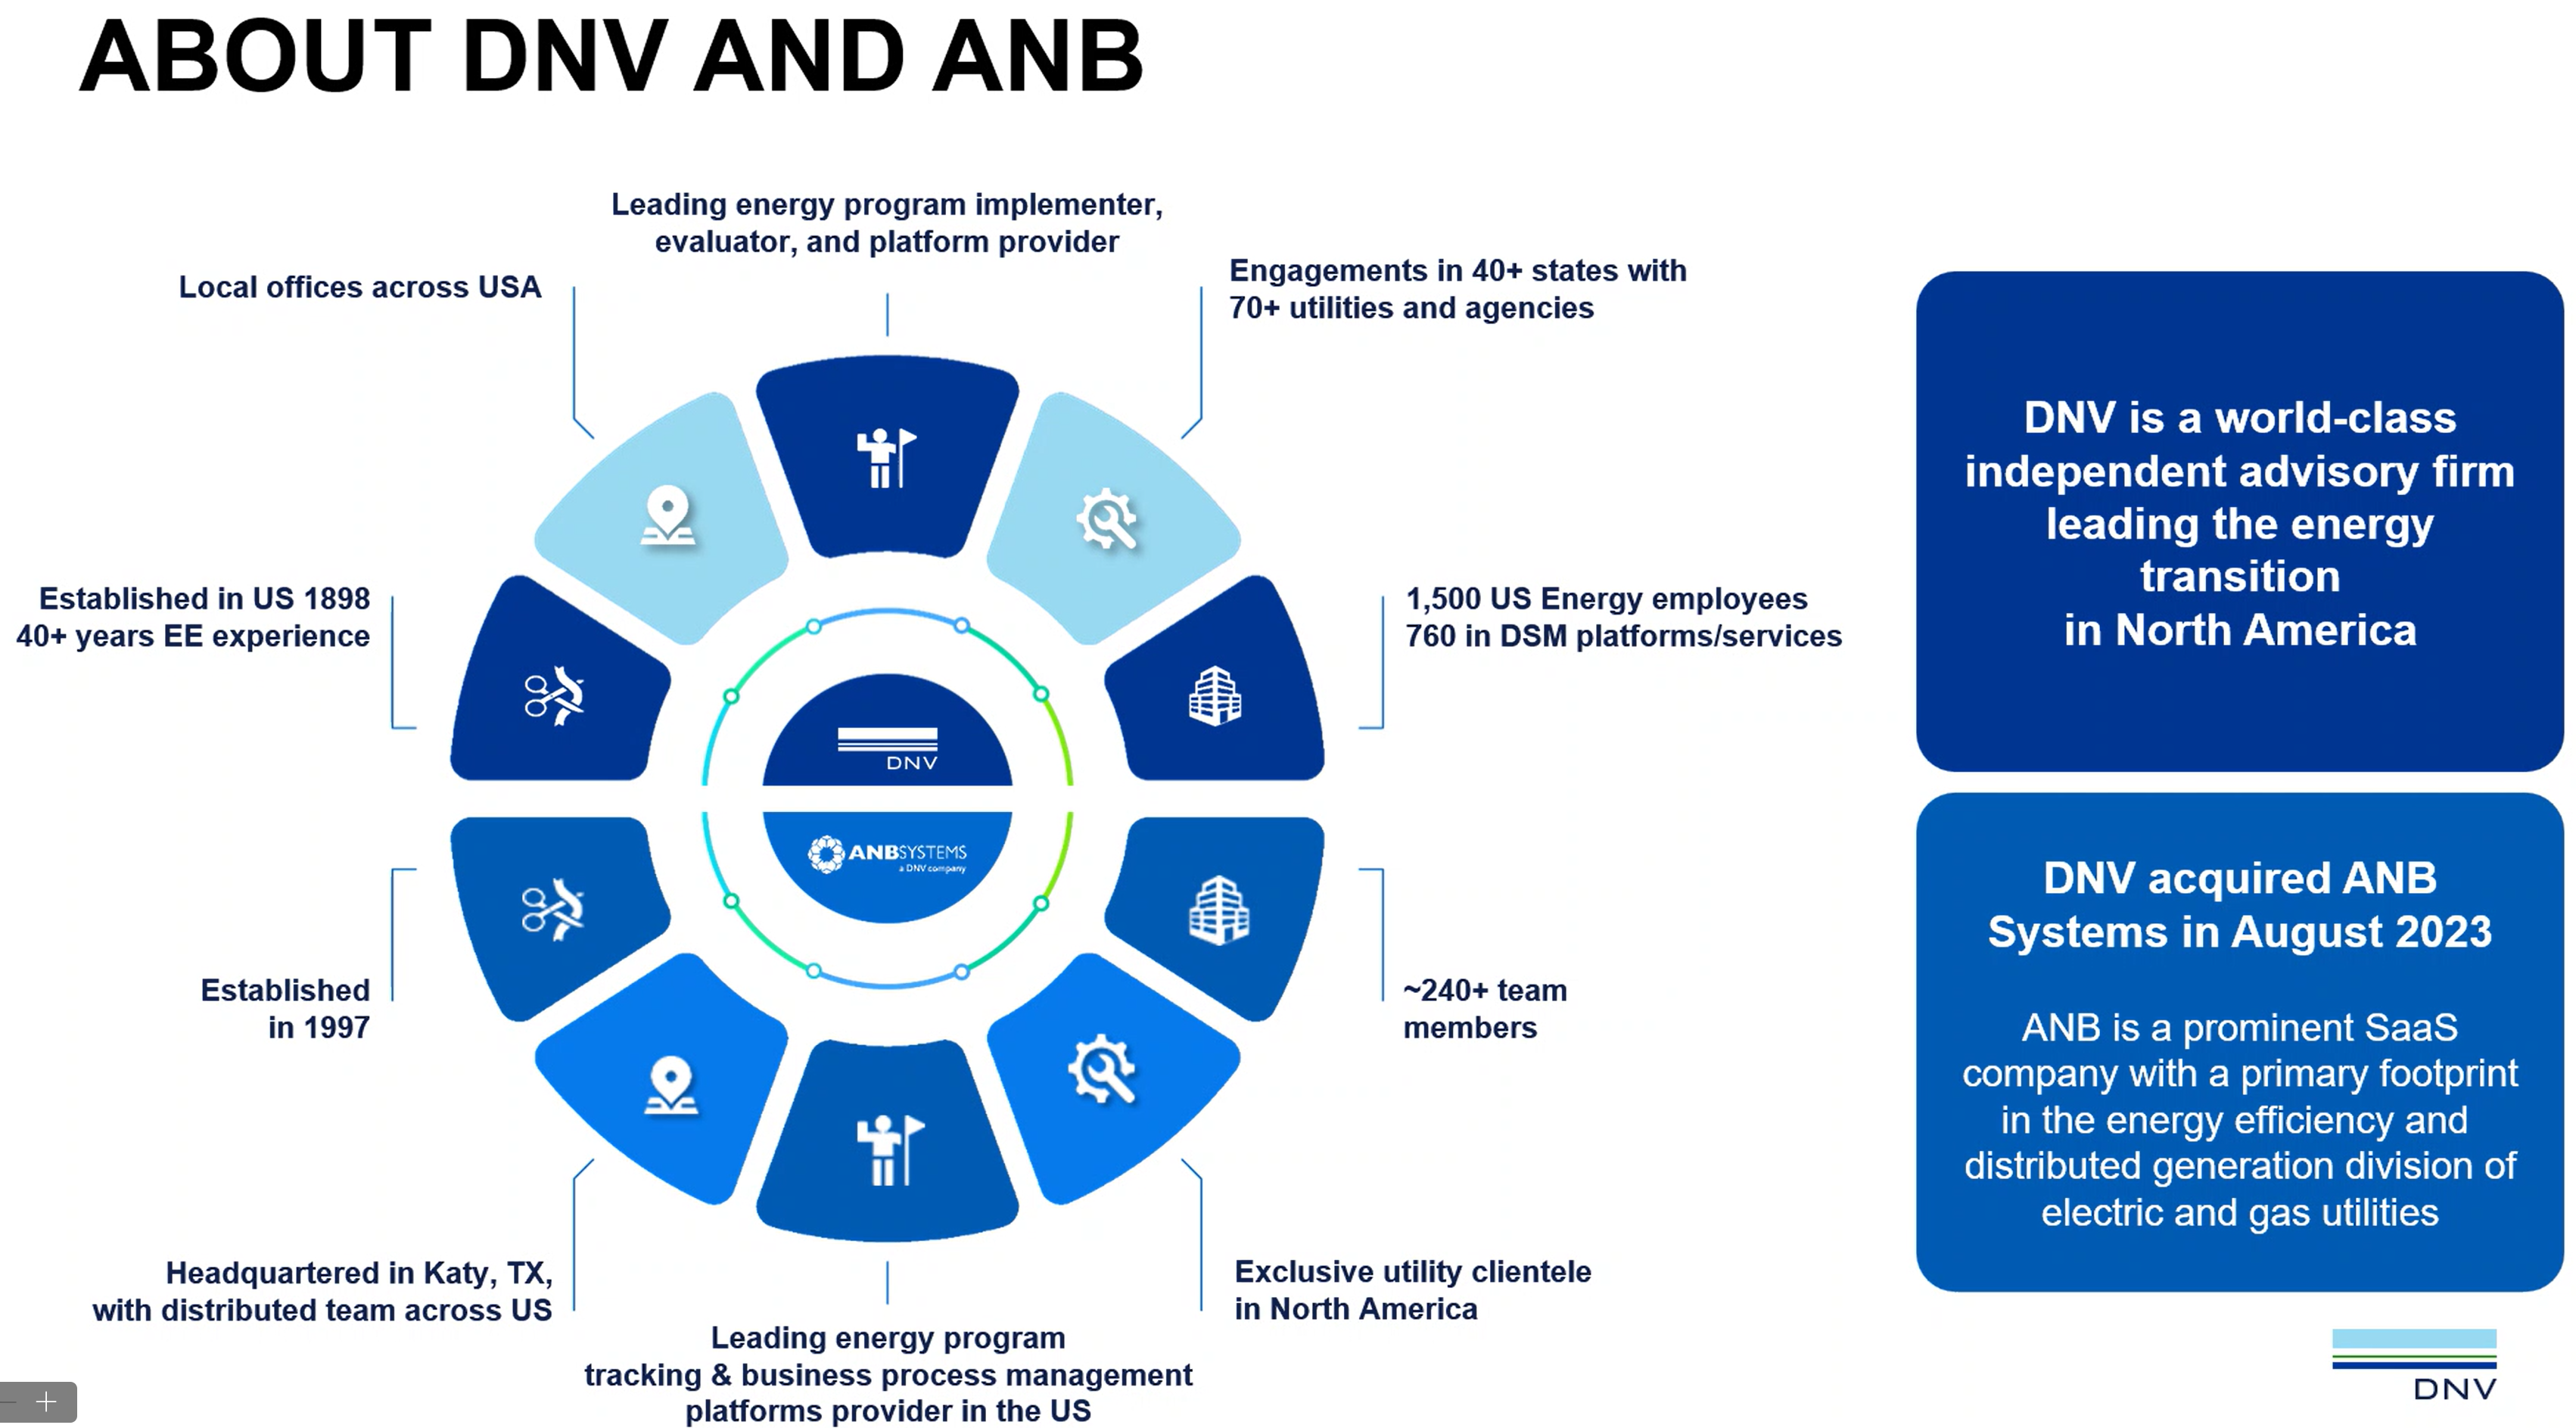 ABOUT DNV AND ANB
Leading energy program implementer,
evaluator, and platform provider
Local offices across USA
Engagements in 40+ states with
70+ utilities and agencies
Established in US 1898
40+ years EE experience
1,500 US Energy employees
760 in DSM platforms/services
DNV
ANBSYSTEMS
a DNV company
Established
in 1997
~240+ team
members
Headquartered in Katy, TX,
with distributed team across US
Exclusive utility clientele
in North America
Leading energy program
tracking & business process management
platforms provider in the US
DNV is a world-class
independent advisory firm
leading the energy
transition
in North America
DNV acquired ANB
Systems in August 2023
ANB is a prominent SaaS
company with a primary footprint
in the energy efficiency and
distributed generation division of
electric and gas utilities
DNV